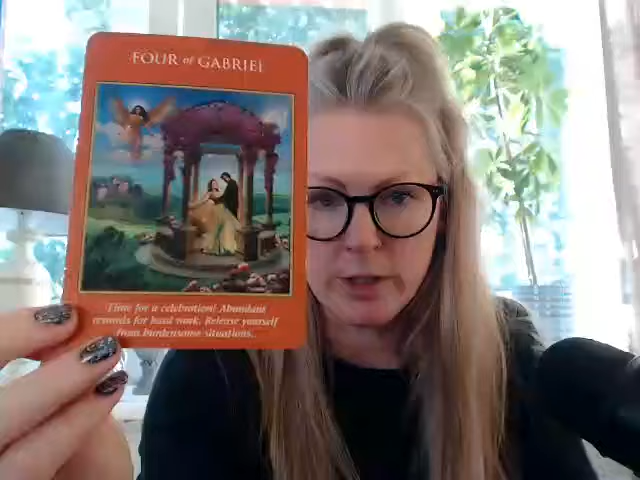 FOUR of GABRIEL
Time for a celebration! Abundant
rewards for hard work. Release yourself
from burdensome situations.